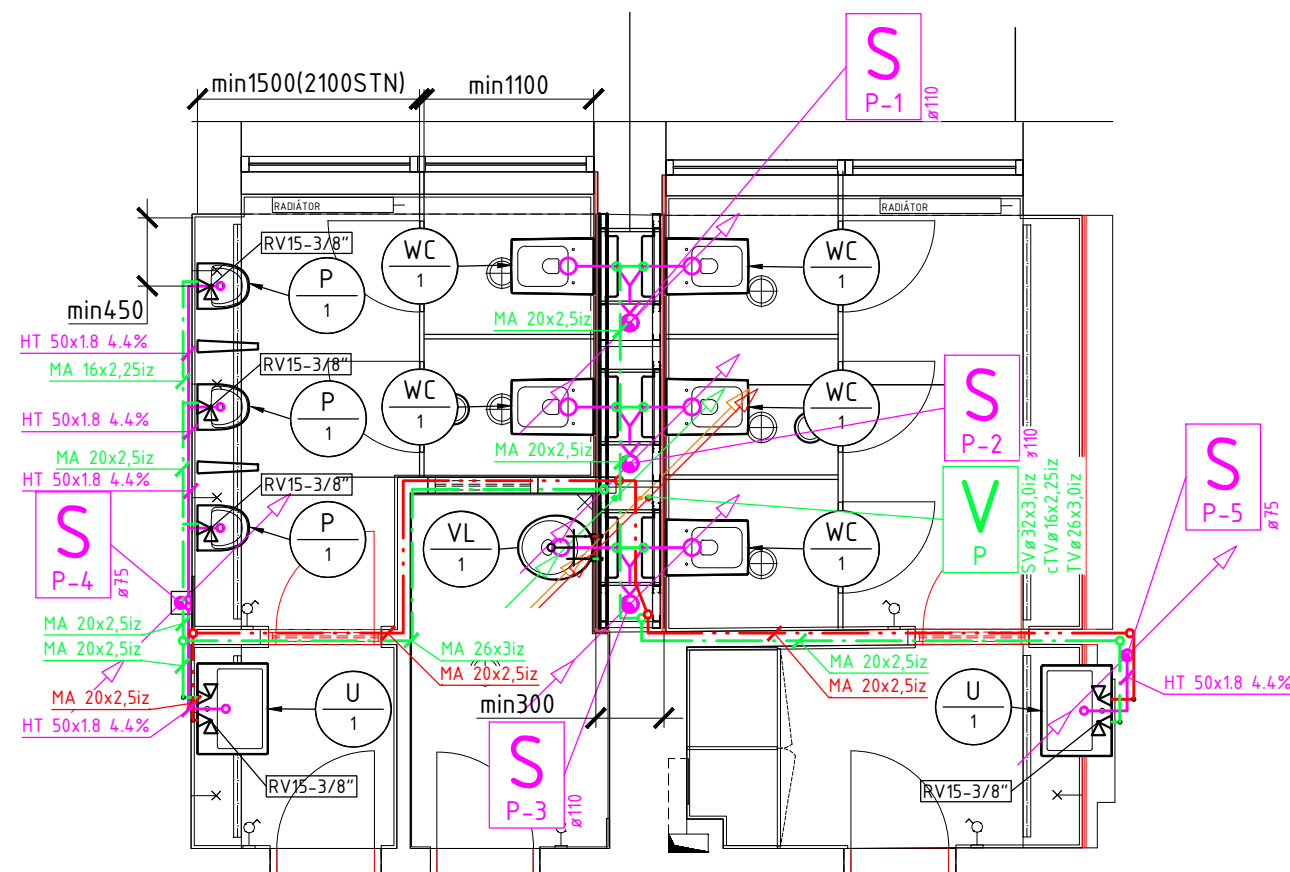 S
P-1
ø110
min1500(2100STN)
min1100
RADIÁTOR
RADIÁTOR
RV15-3/8"
WC
1
WC
1
P
1
min450
MA 20x2,5iz
HT 50x1.8 4.4%
MA 16x2,25iz
RV15-3/8"
WC
1
WC
1
P
1
S
P-2
ø110
HT 50x1.8 4.4%
MA 20x2,5iz
MA 20x2,5iz
HT 50x1.8 4.4%
RV15-3/8"
S
P-5
ø75
S
P-4
ø75
P
1
VL
1
WC
1
V
P
SVø32x3,0iz
cTVø16x2,25iz
TVø26x3,0iz
MA 20x2,5iz
MA 20x2,5iz
MA 26x3iz
MA 20x2,5iz
MA 20x2,5iz
MA 20x2,5iz
MA 20x2,5iz
HT 50x1.8 4.4%
HT 50x1.8 4.4%
U
1
U
1
min300
S
P-3
ø110
RV15-3/8"
RV15-3/8"